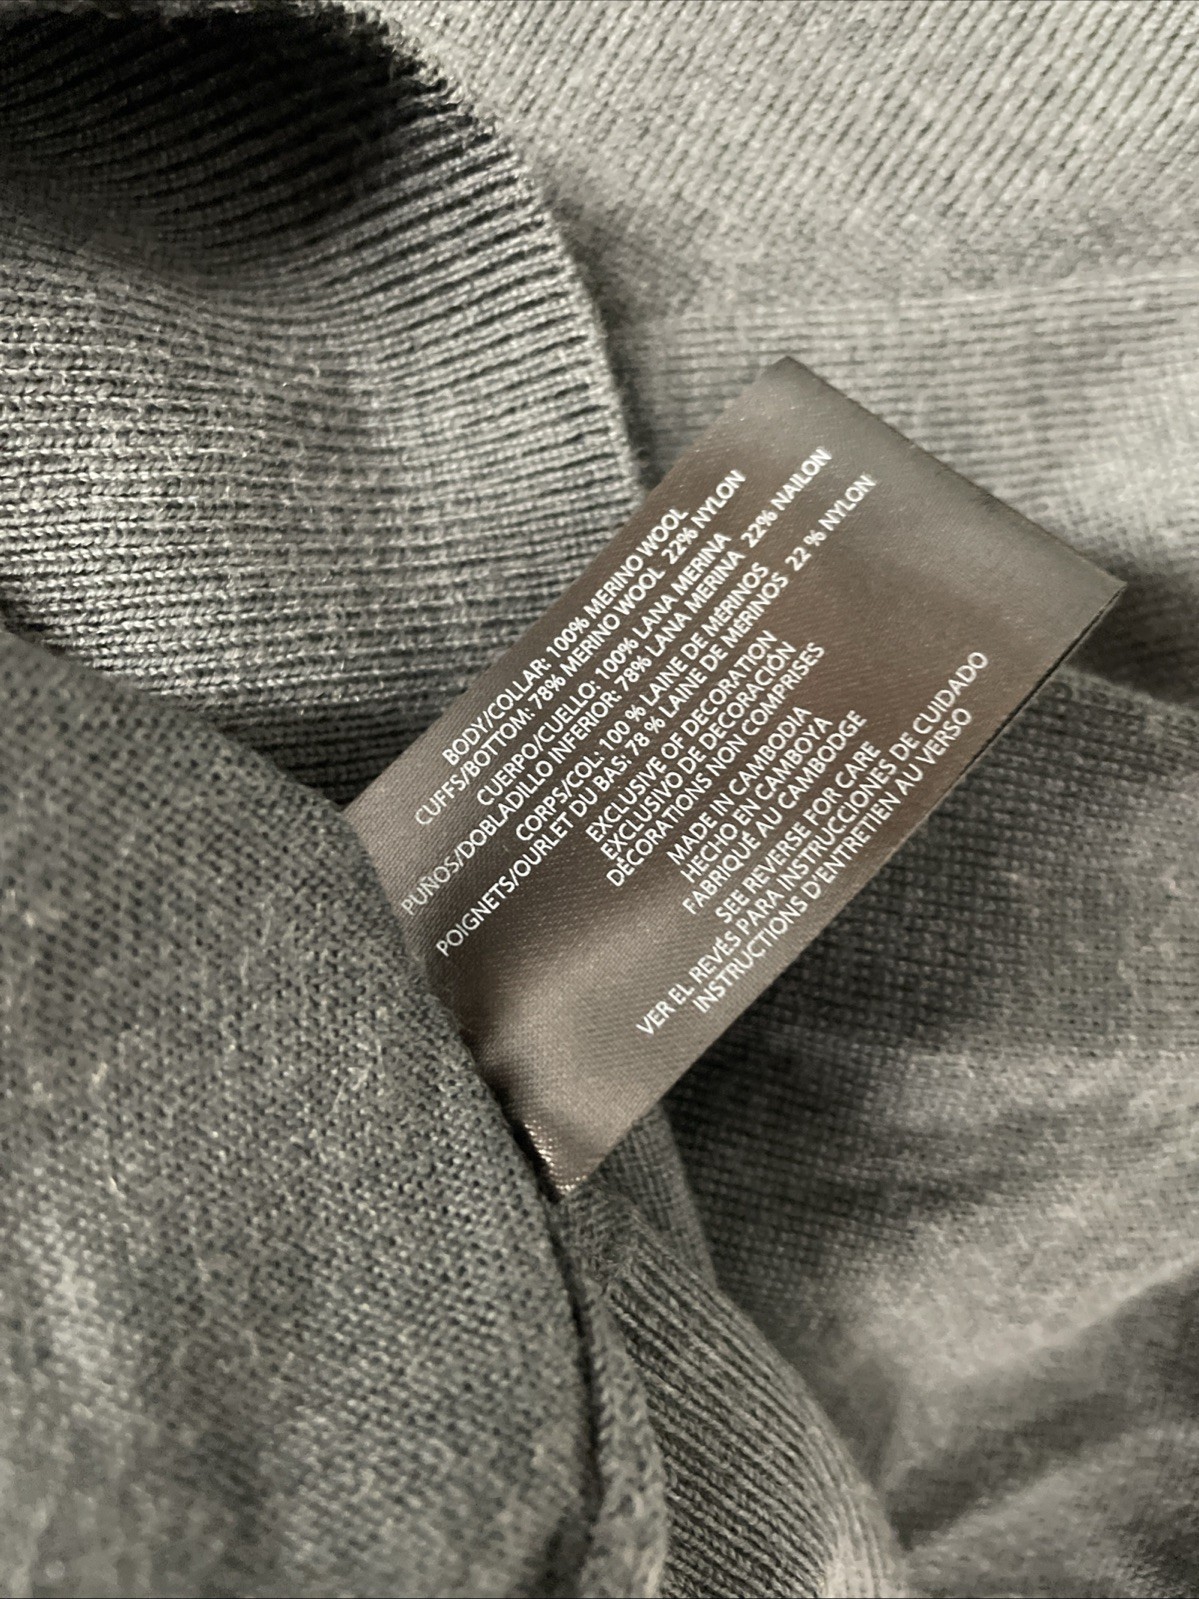 BODY/COLLAR: 100% MERINO WOOL
CUFFS/BOTTOM: 78% MERINO WOOL 22% NYLON
CUERPO/CUELLO: 100% LANA MERINA
PUÑOS/DOBLADILLO INFERIOR: 78% LANA MERINA 22% NAILON
CORPS/COL: 100 % LAINE DE MÉRINOS
POIGNETS/OURLET DU BAS: 78 % LAINE DE MÉRINOS 22 % NYLON
EXCLUSIVE OF DECORATION
EXCLUSIVO DE DECORACIÓN
DÉCORATIONS NON COMPRISES
MADE IN CAMBODIA
HECHO EN CAMBOYA
FABRIQUÉ AU CAMBODGE
SEE REVERSE FOR CARE
VER EL REVÉS PARA INSTRUCCIONES DE CUIDADO
INSTRUCTIONS D'ENTRETIEN AU VERSO